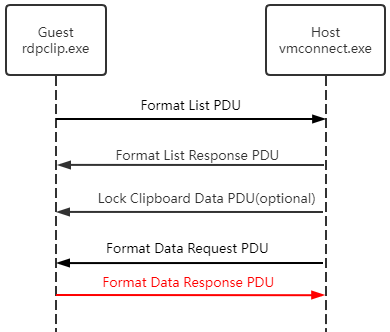 Guest
rdpclip.exe
Host
vmconnect.exe
Format List PDU
Format List Response PDU
Lock Clipboard Data PDU(optional)
Format Data Request PDU
Format Data Response PDU